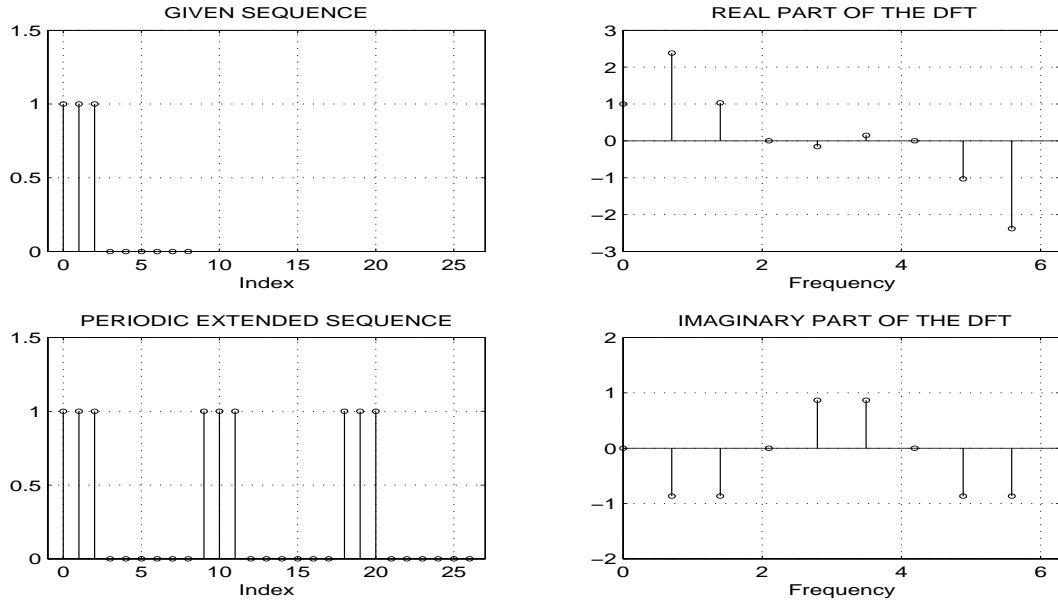 GIVEN SEQUENCE
1.5
1
0.5
0
0 5 10 15 20 25
Index
REAL PART OF THE DFT
3
2
1
0
−1
−2
−3
0 2 4 6
Frequency
PERIODIC EXTENDED SEQUENCE
1.5
1
0.5
0
0 5 10 15 20 25
Index
IMAGINARY PART OF THE DFT
2
1
0
−1
−2
0 2 4 6
Frequency